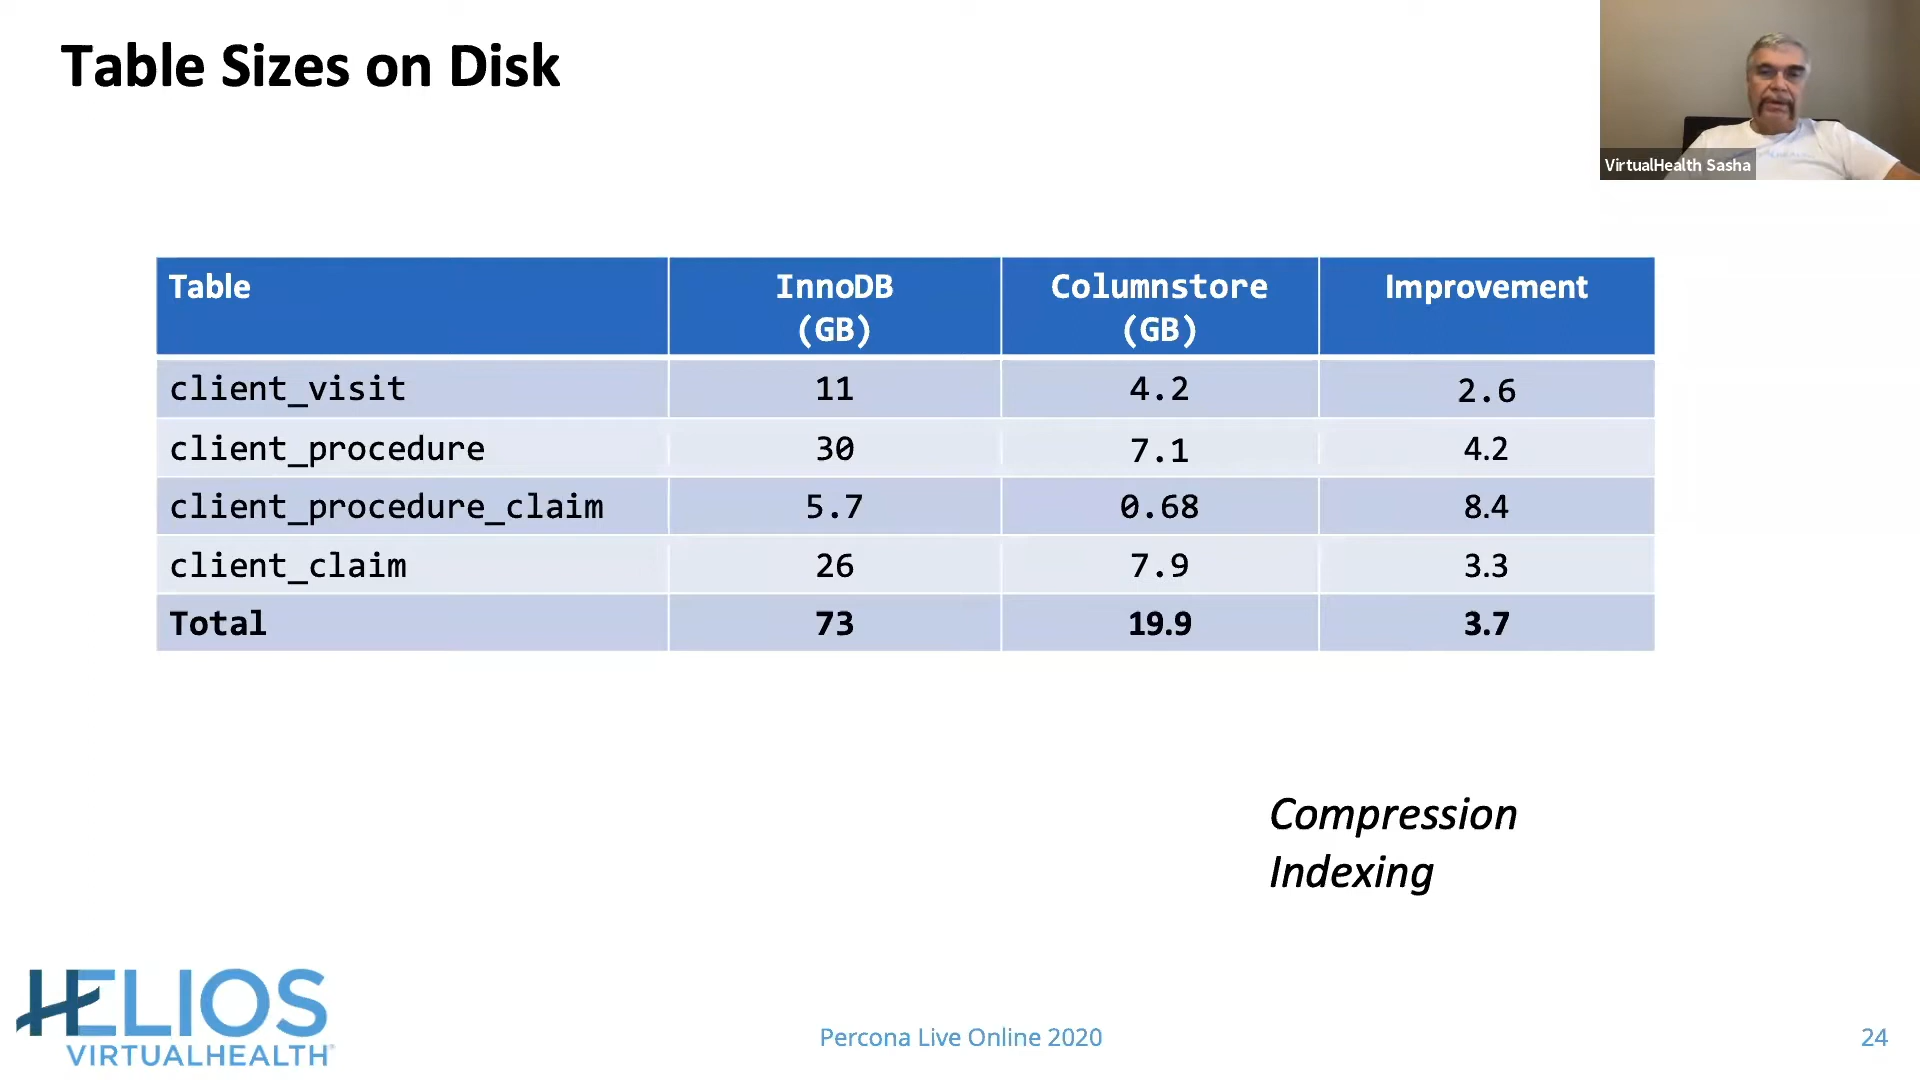 Table Sizes on Disk
VirtualHealth Sasha
Table InnoDB (GB) Columnstore (GB) Improvement
client_visit 11 4.2 2.6
client_procedure 30 7.1 4.2
client_procedure_claim 5.7 0.68 8.4
client_claim 26 7.9 3.3
Total 73 19.9 3.7
Compression
Indexing
HELIOS
VIRTUALHEALTH
Percona Live Online 2020
24